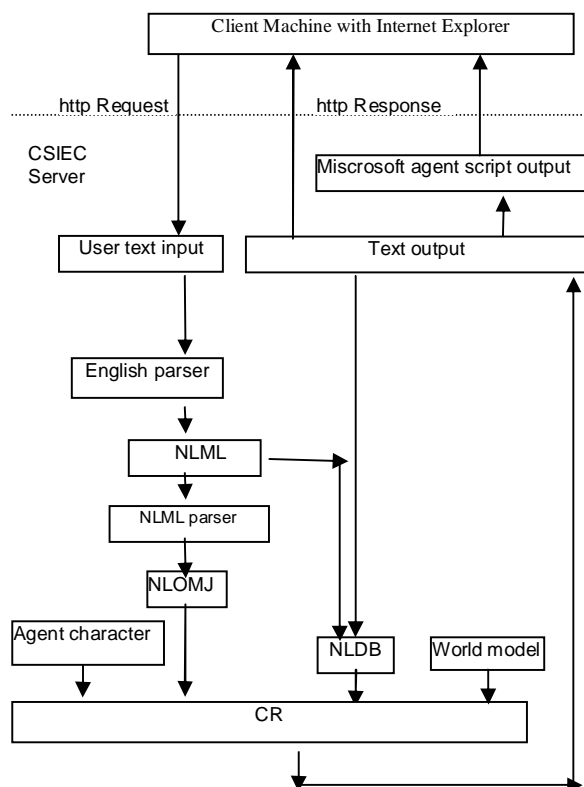 Client Machine with Internet Explorer
http Request
http Response
CSIEC
Server
Miscrosoft agent script output
User text input
Text output
English parser
NLML
NLML parser
NLOMJ
Agent character
NLDB
World model
CR